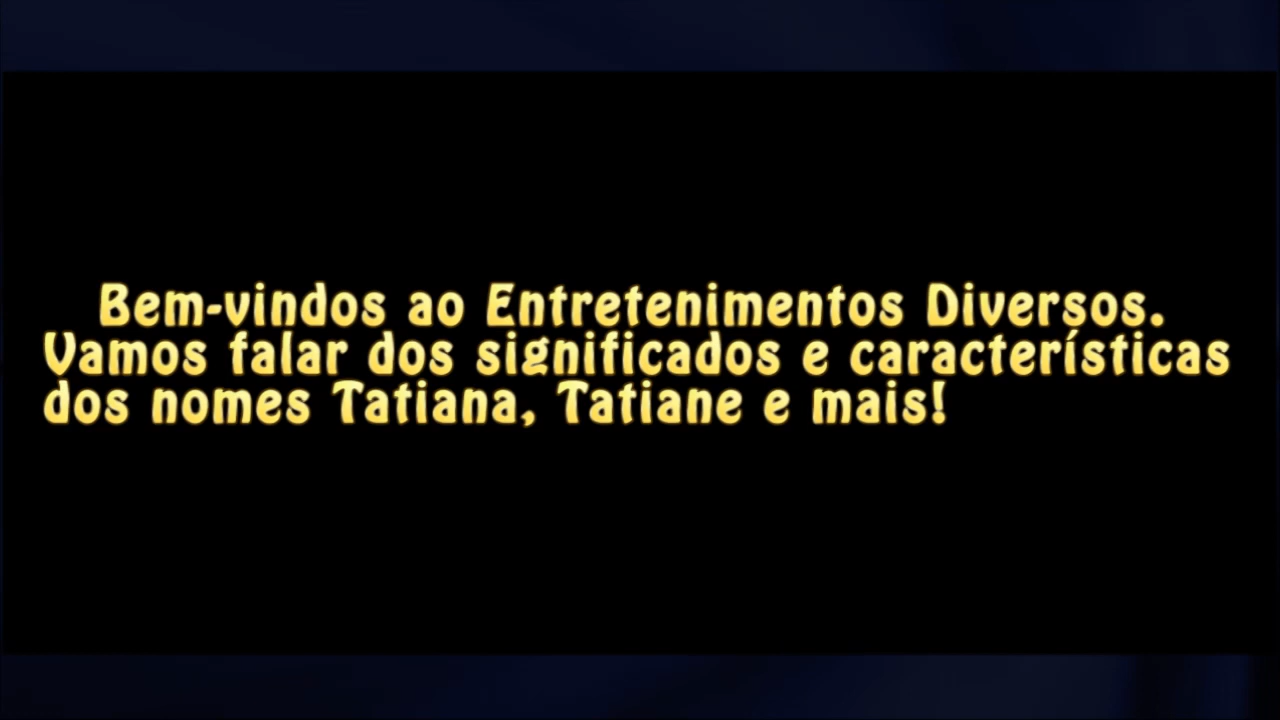 Bem-vindos ao Entretenimentos Diversos.
Vamos falar dos significados e características
dos nomes Tatiana, Tatiane e mais!